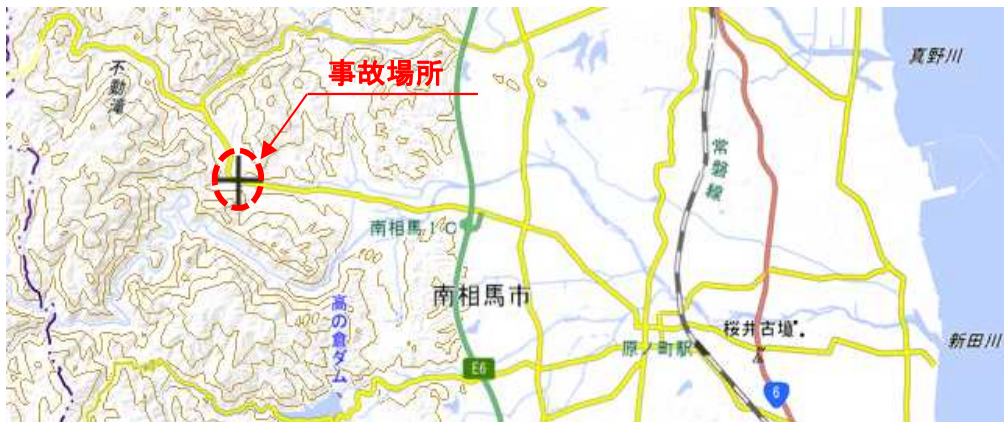 真野川
事故場所
不動滝
常磐線
南相馬IC
南相馬市
高の倉ダム
桜井古墳
原ノ町駅
新田川
E6
6